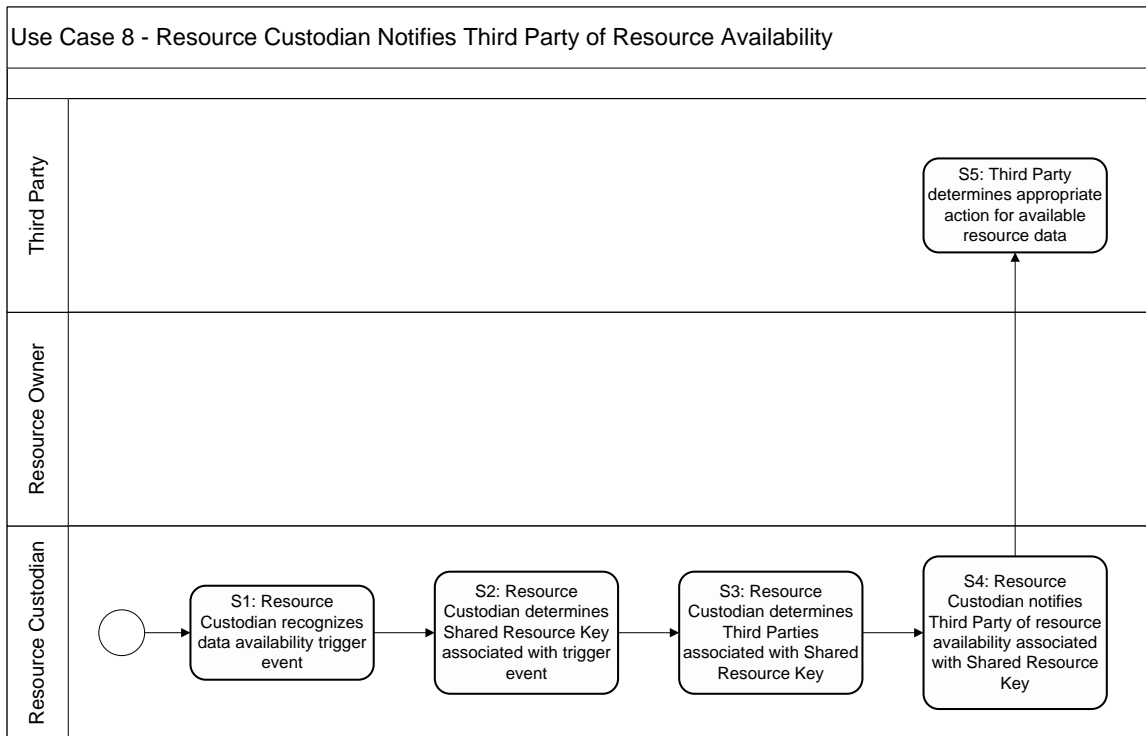 Use Case 8 - Resource Custodian Notifies Third Party of Resource Availability
Third Party
S5: Third Party
determines appropriate
action for available
resource data
Resource Owner
Resource Custodian
S1: Resource
Custodian recognizes
data availability trigger
event
S2: Resource
Custodian determines
Shared Resource Key
associated with trigger
event
S3: Resource
Custodian determines
Third Parties
associated with Shared
Resource Key
S4: Resource
Custodian notifies
Third Party of resource
availability associated
with Shared Resource
Key